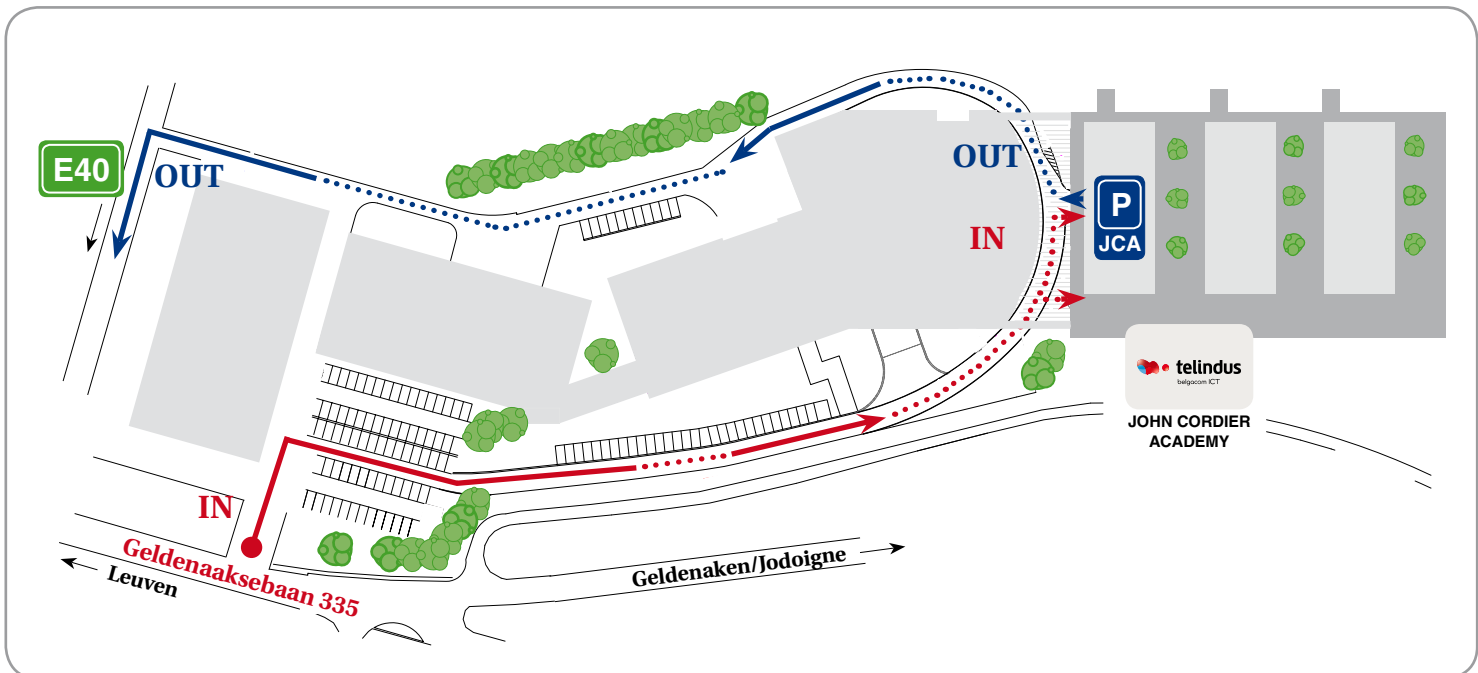 E40
OUT
OUT
IN
P
JCA
telindus
belgacom ICT
JOHN CORDIER
ACADEMY
IN
Geldenaaksebaan 335
Leuven
Geldenaken/Jodoigne